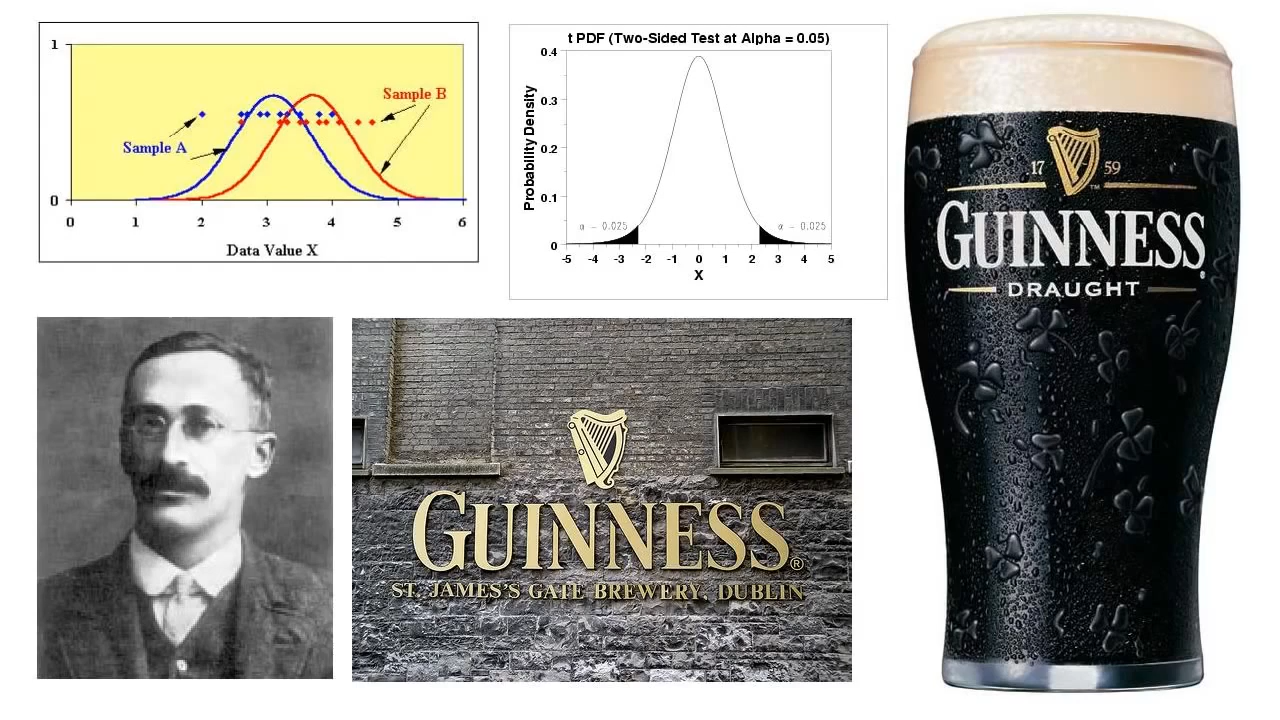 1
0
Sample A
Sample B
0 1 2 3 4 5 6
Data Value X
t PDF (Two-Sided Test at Alpha = 0.05)
Probability Density
0.4
0.3
0.2
0.1
0
α – 0.025
α – 0.025
-5 -4 -3 -2 -1 0 1 2 3 4 5
X
17 59
™
GUINNESS®
DRAUGHT
GUINNESS®
ST. JAMES'S GATE BREWERY, DUBLIN